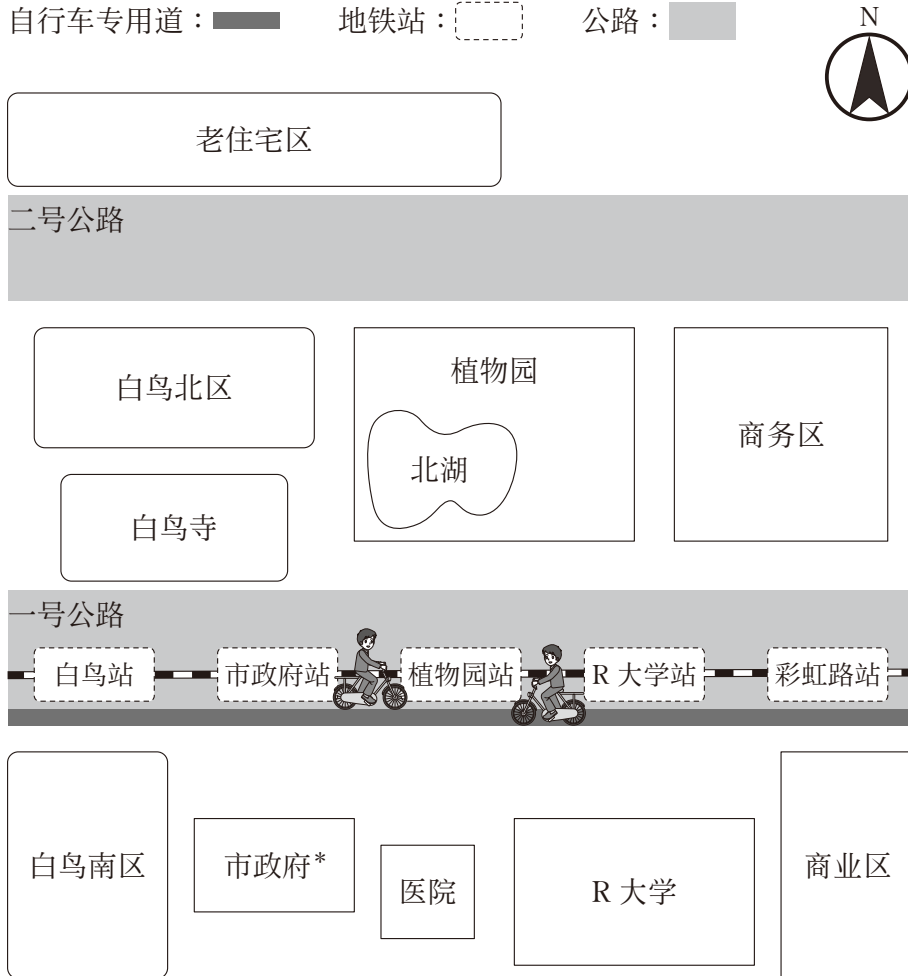 自行车专用道： 地铁站： 公路：
N
老住宅区
二号公路
白鸟北区
植物园
北湖
商务区
白鸟寺
一号公路
白鸟站 市政府站 植物园站 R 大学站 彩虹路站
白鸟南区
市政府*
医院
R 大学
商业区